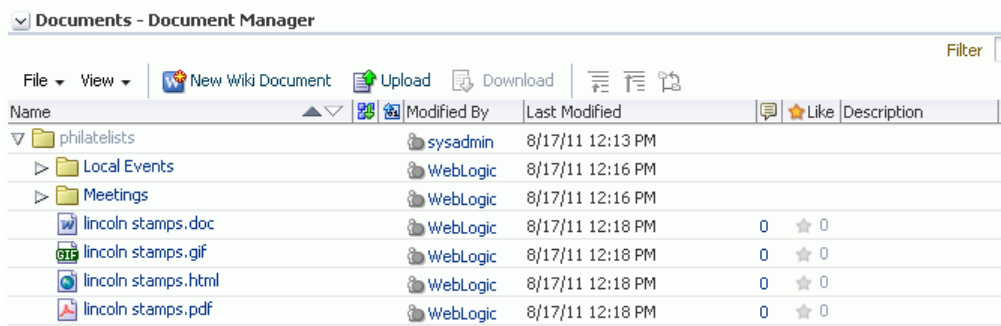 Documents - Document Manager
Filter
File View New Wiki Document Upload Download
Name Modified By Last Modified Like Description
philatelists sysadmin 8/17/11 12:13 PM
Local Events WebLogic 8/17/11 12:16 PM
Meetings WebLogic 8/17/11 12:16 PM
lincoln stamps.doc WebLogic 8/17/11 12:18 PM 0 0
GIF lincoln stamps.gif WebLogic 8/17/11 12:18 PM 0 0
lincoln stamps.html WebLogic 8/17/11 12:18 PM 0 0
lincoln stamps.pdf WebLogic 8/17/11 12:18 PM 0 0